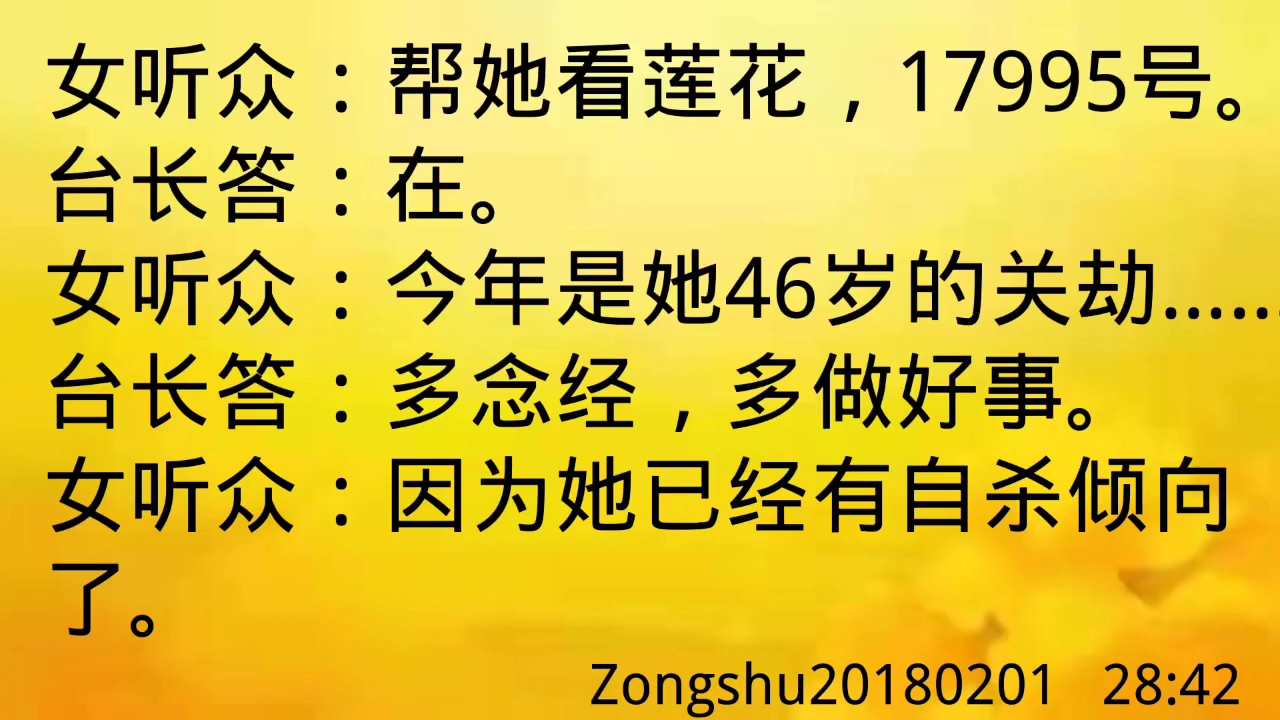 女听众：帮她看莲花，17995号。
台长答：在。
女听众：今年是她46岁的关劫......
台长答：多念经，多做好事。
女听众：因为她已经有自杀倾向
了。
Zongshu20180201 28:42